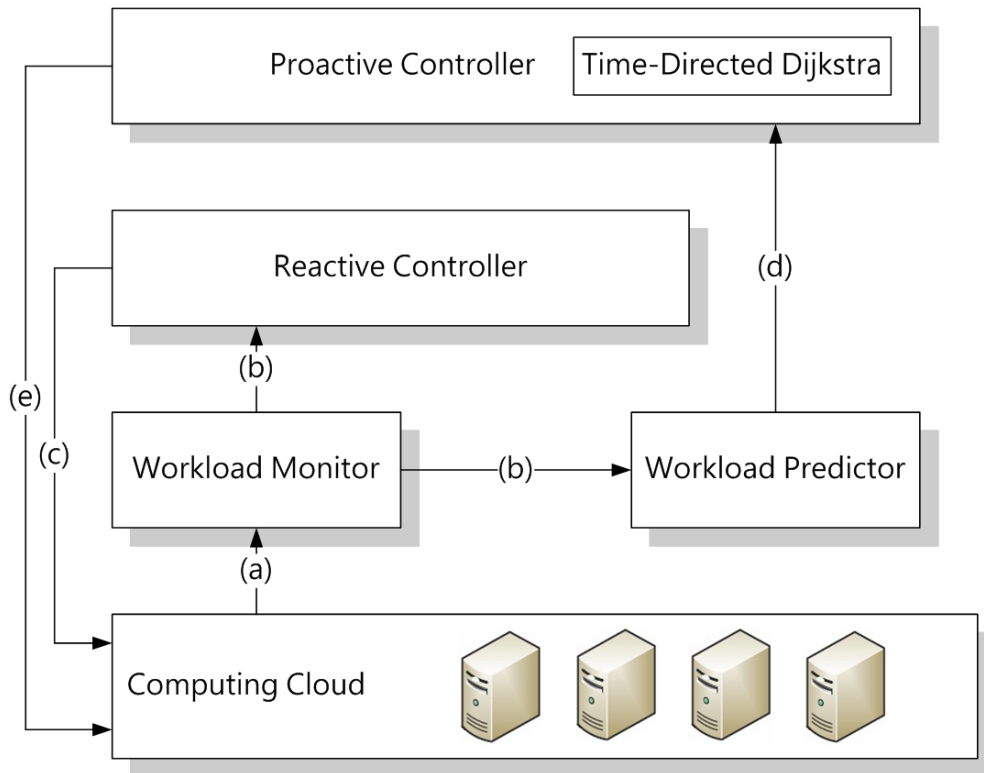 Proactive Controller
Time-Directed Dijkstra
Reactive Controller
(d)
(b)
(e)
(c)
Workload Monitor
(b)
Workload Predictor
(a)
Computing Cloud